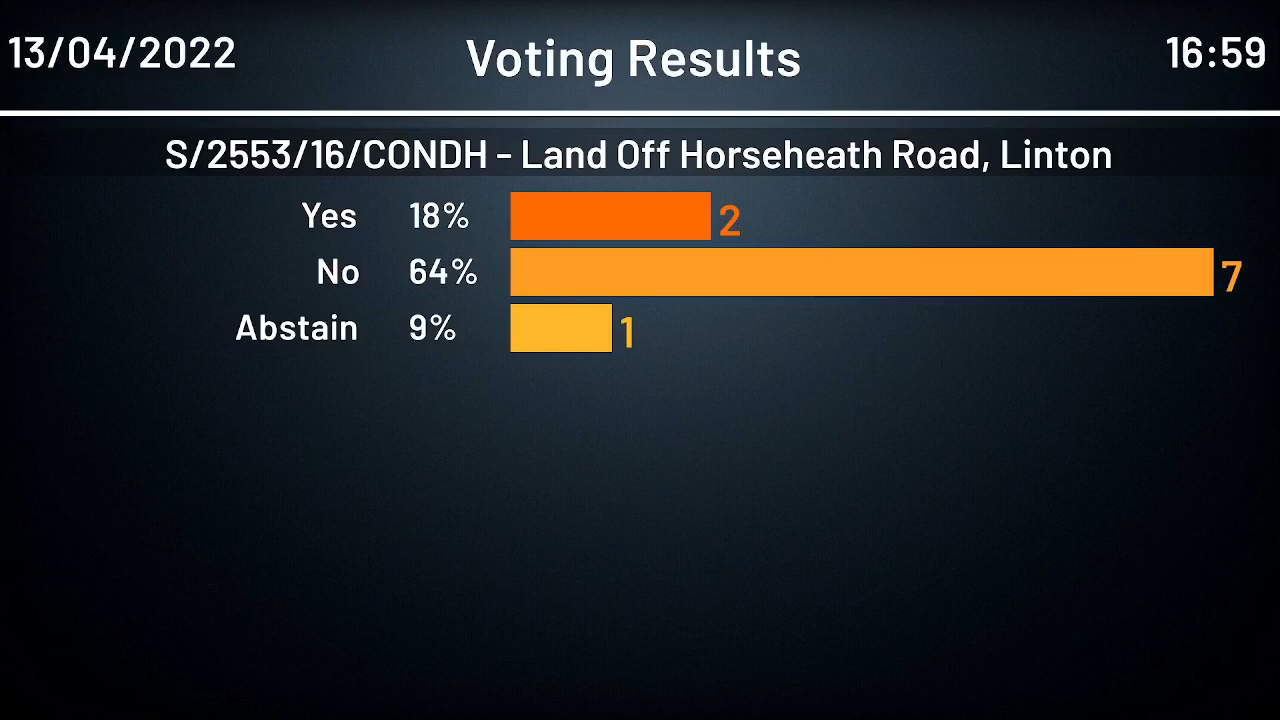 13/04/2022 Voting Results 16:59
S/2553/16/CONDH - Land Off Horseheath Road, Linton
Yes 18% 2
No 64% 7
Abstain 9% 1